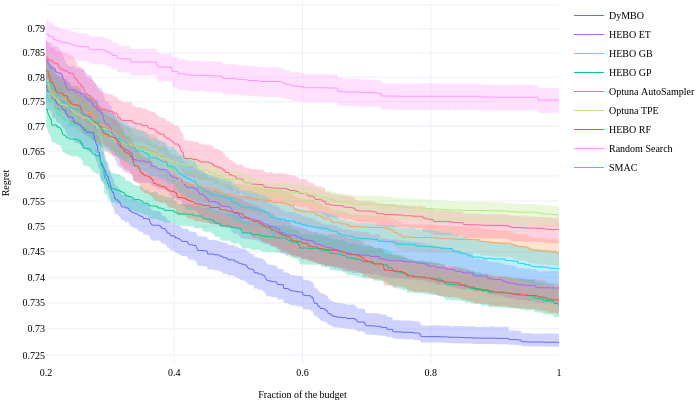 0.79
0.785
0.78
0.775
0.77
0.765
0.76
0.755
0.75
0.745
0.74
0.735
0.73
0.725
Regret
0.2 0.4 0.6 0.8 1
Fraction of the budget
DyMBO
HEBO ET
HEBO GB
HEBO GP
Optuna AutoSampler
Optuna TPE
HEBO RF
Random Search
SMAC